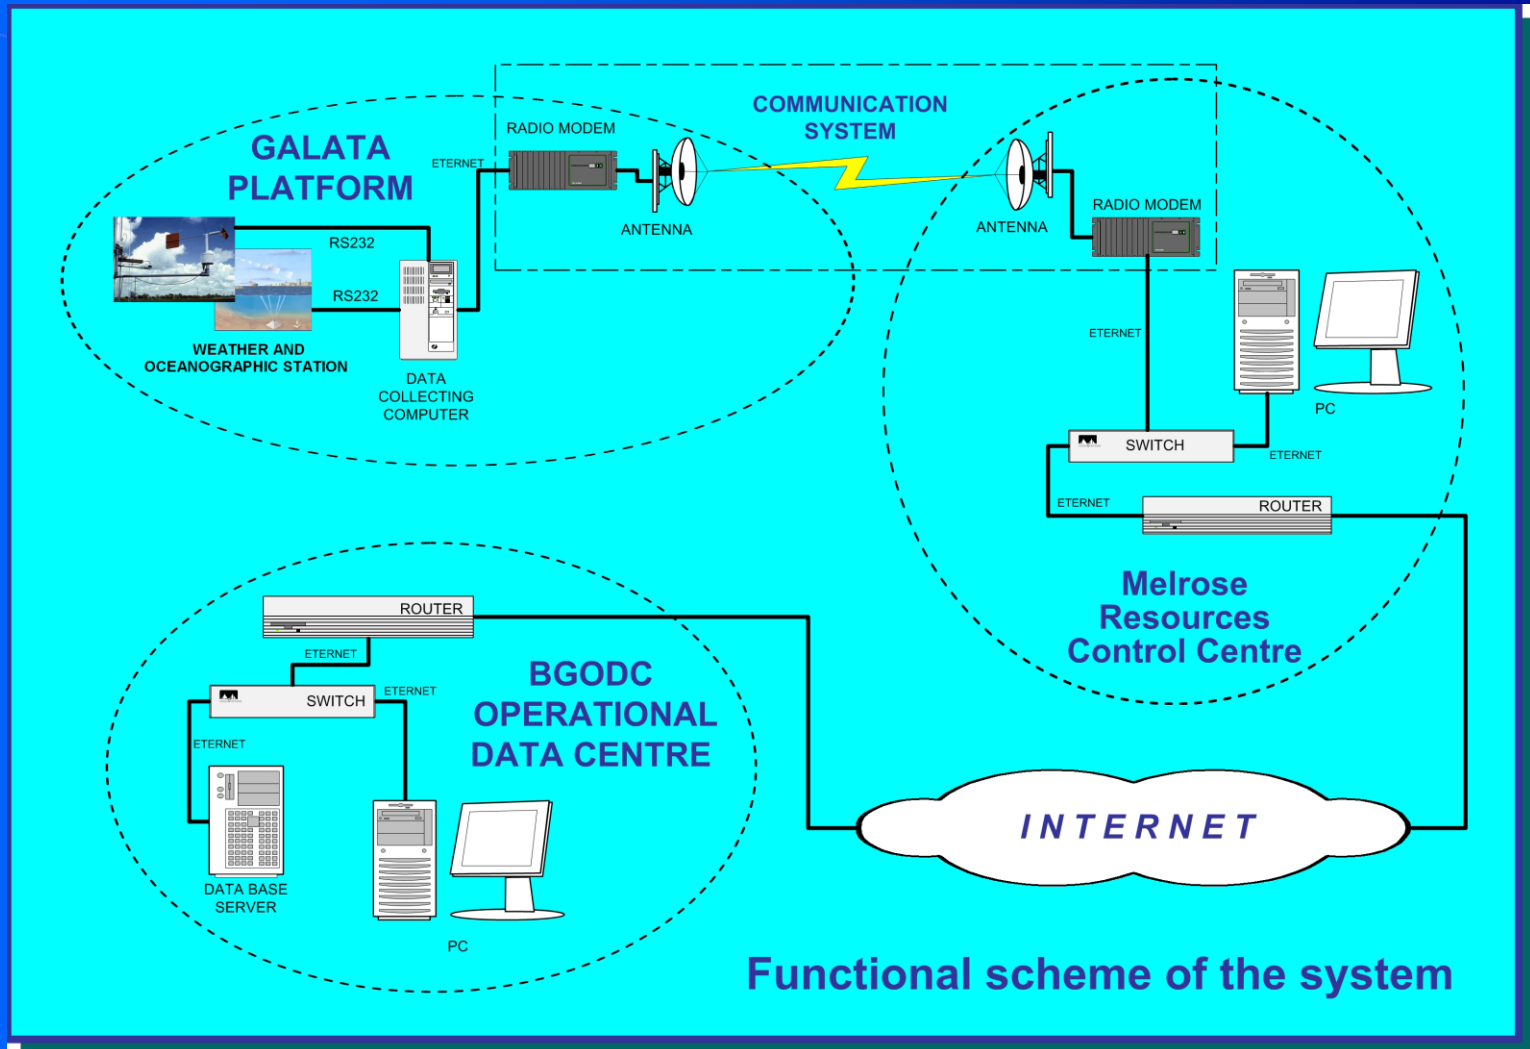 COMMUNICATION
SYSTEM
GALATA
PLATFORM
RADIO MODEM
ETERNET
ANTENNA
ANTENNA
RADIO MODEM
RS232
RS232
WEATHER AND
OCEANOGRAPHIC STATION
DATA
COLLECTING
COMPUTER
ETERNET
PC
SWITCH
ETERNET
ETERNET
ROUTER
Melrose
Resources
Control Centre
ROUTER
ETERNET
SWITCH
ETERNET
ETERNET
BGODC
OPERATIONAL
DATA CENTRE
DATA BASE
SERVER
PC
INTERNET
Functional scheme of the system